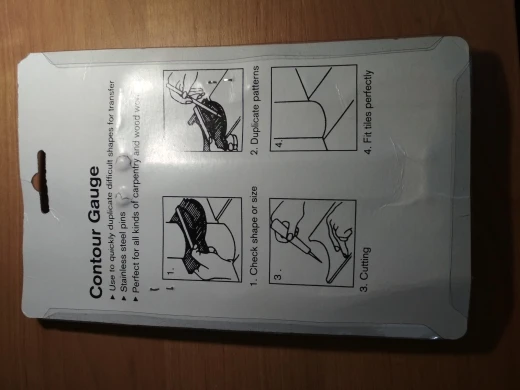 Contour Gauge
▸ Use to quickly duplicate difficult shapes for transfer
▸ Stainless steel pins
▸ Perfect for all kinds of carpentry and wood work
1.
1. Check shape or size
2. Duplicate patterns
3.
3. Cutting
4.
4. Fit tiles perfectly